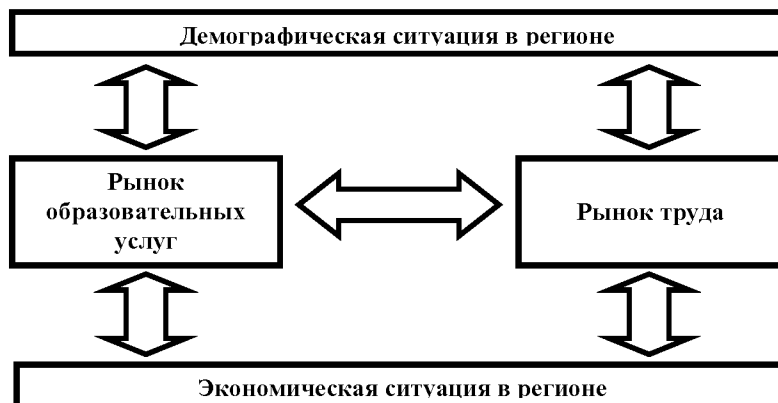 Демографическая ситуация в регионе
Рынок
образовательных
услуг
Рынок труда
Экономическая ситуация в регионе